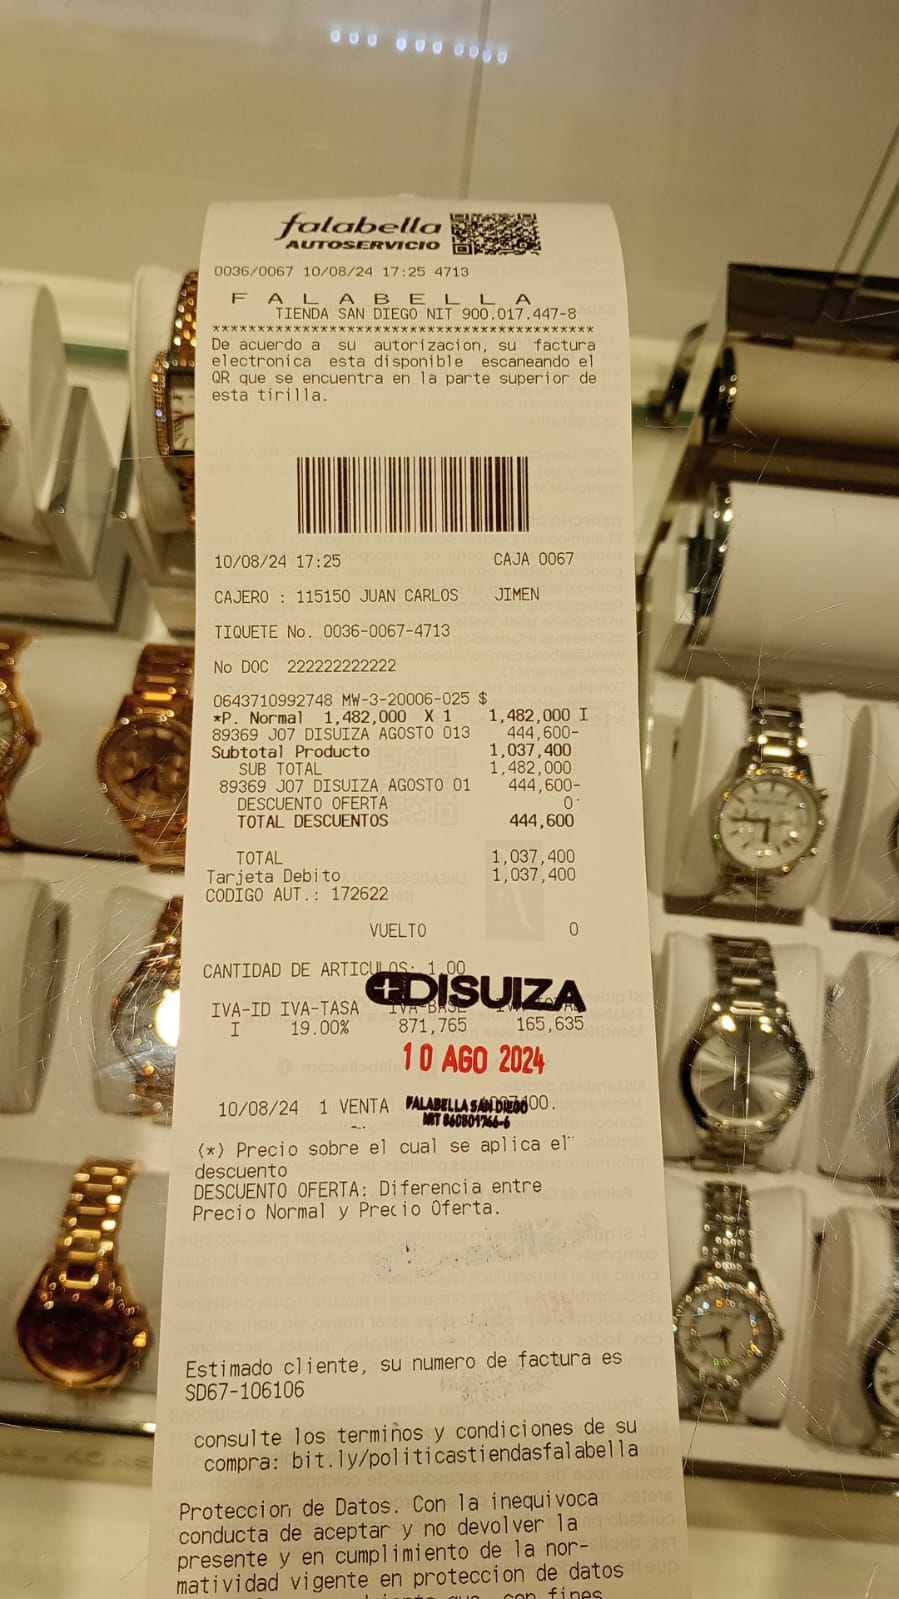 falabella
AUTOSERVICIO
0036/0067 10/08/24 17:25 4713
F A L A B E L L A
TIENDA SAN DIEGO NIT 900.017.447-8
******************************************
De acuerdo a su autorizacion, su factura
electronica esta disponible escaneando el
QR que se encuentra en la parte superior de
esta tirilla.
10/08/24 17:25 CAJA 0067
CAJERO : 115150 JUAN CARLOS JIMEN
TIQUETE No. 0036-0067-4713
No DOC 222222222222
0643710992748 MW-3-20006-025 $
*P. Normal 1,482,000 X 1 1,482,000 I
89369 J07 DISUIZA AGOSTO 013 444,600-
Subtotal Producto 1,037,400
SUB TOTAL 1,482,000
89369 J07 DISUIZA AGOSTO 01 444,600-
DESCUENTO OFERTA 0
TOTAL DESCUENTOS 444,600
TOTAL 1,037,400
Tarjeta Debito 1,037,400
CODIGO AUT.: 172622
VUELTO 0
CANTIDAD DE ARTICULOS: 1.00
DISUIZA
IVA-ID IVA-TASA IVA-BASE
I 19.00% 871,765 165,635
10 AGO 2024
10/08/24 1 VENTA
FALABELLA SAN DIEGO
(*) Precio sobre el cual se aplica el
descuento
DESCUENTO OFERTA: Diferencia entre
Precio Normal y Precio Oferta.
Estimado cliente, su numero de factura es
SD67-106106
consulte los terminos y condiciones de su
compra: bit.ly/politicastiendasfalabella
Proteccion de Datos. Con la inequivoca
conducta de aceptar y no devolver la
presente y en cumplimiento de la nor-
matividad vigente en proteccion de datos
que, con fines